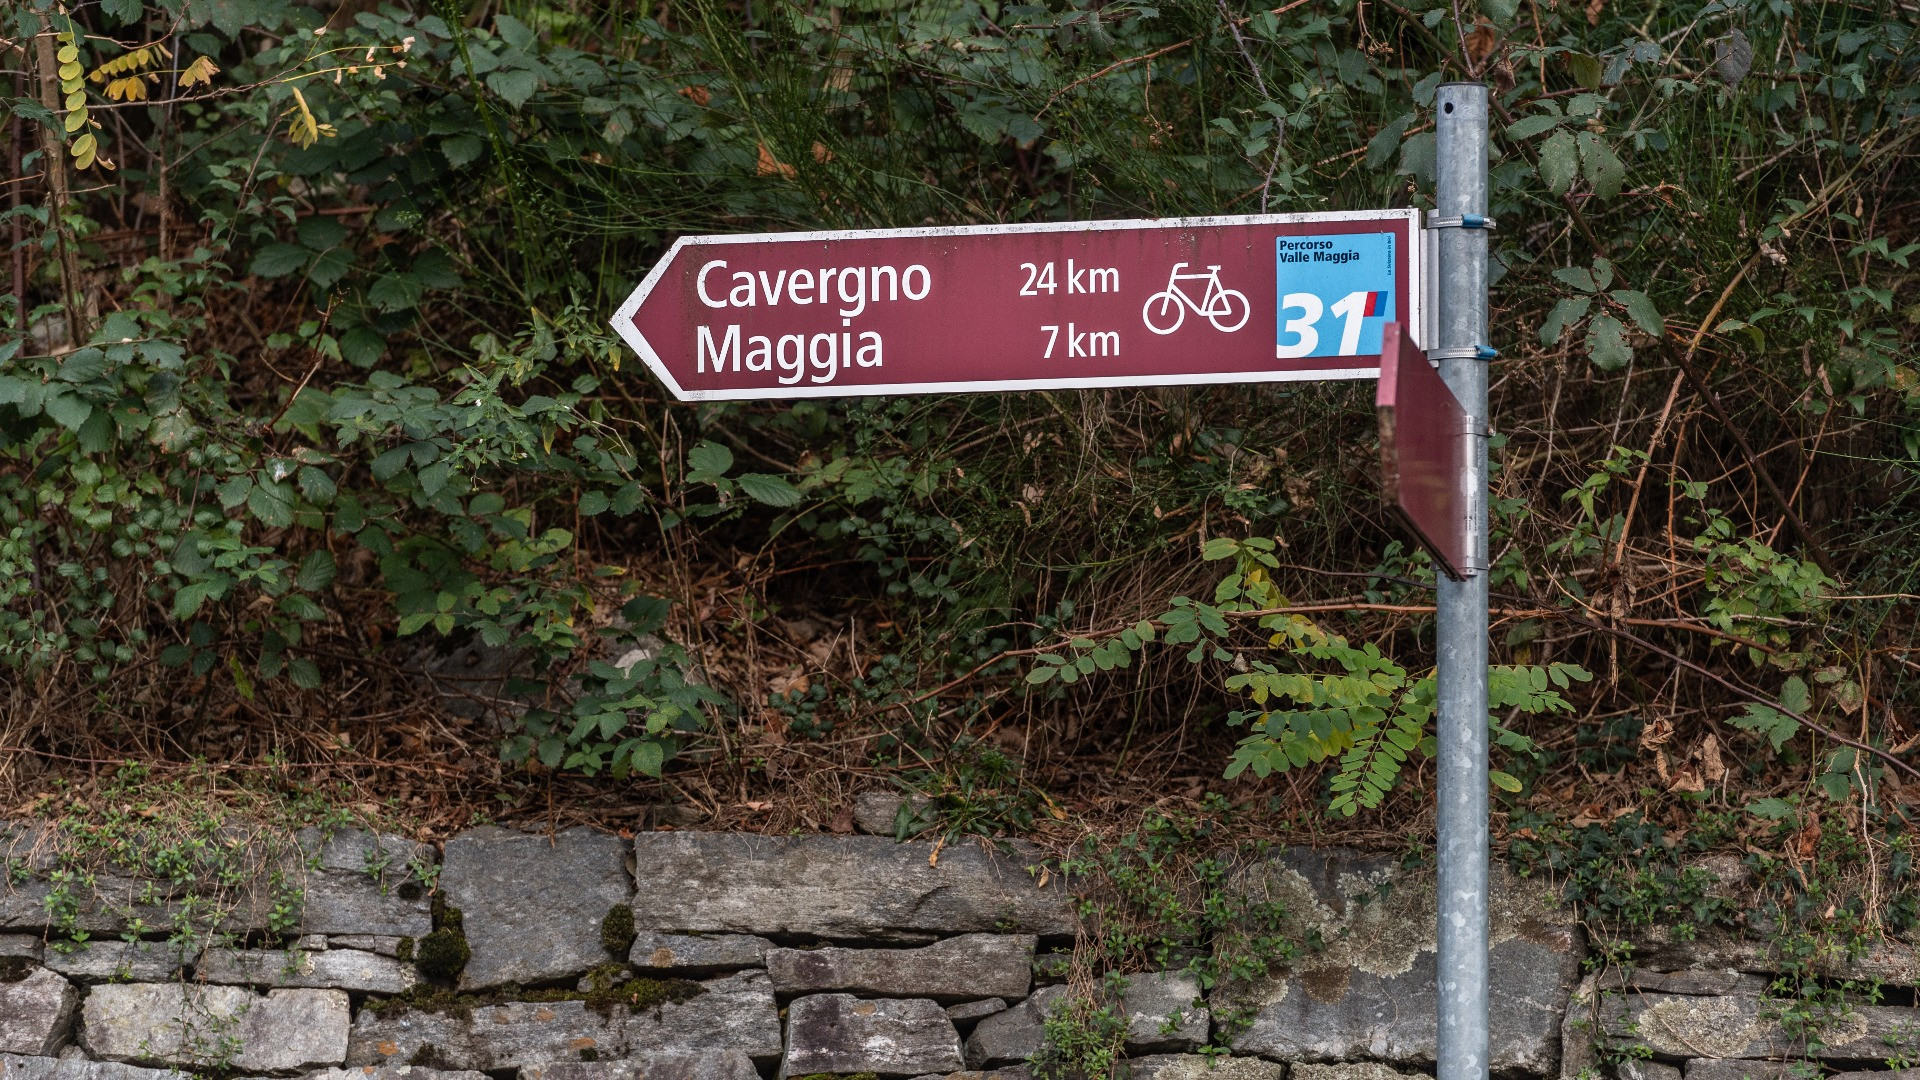 Cavergno 24 km
Maggia 7 km
Percorso
Valle Maggia
31